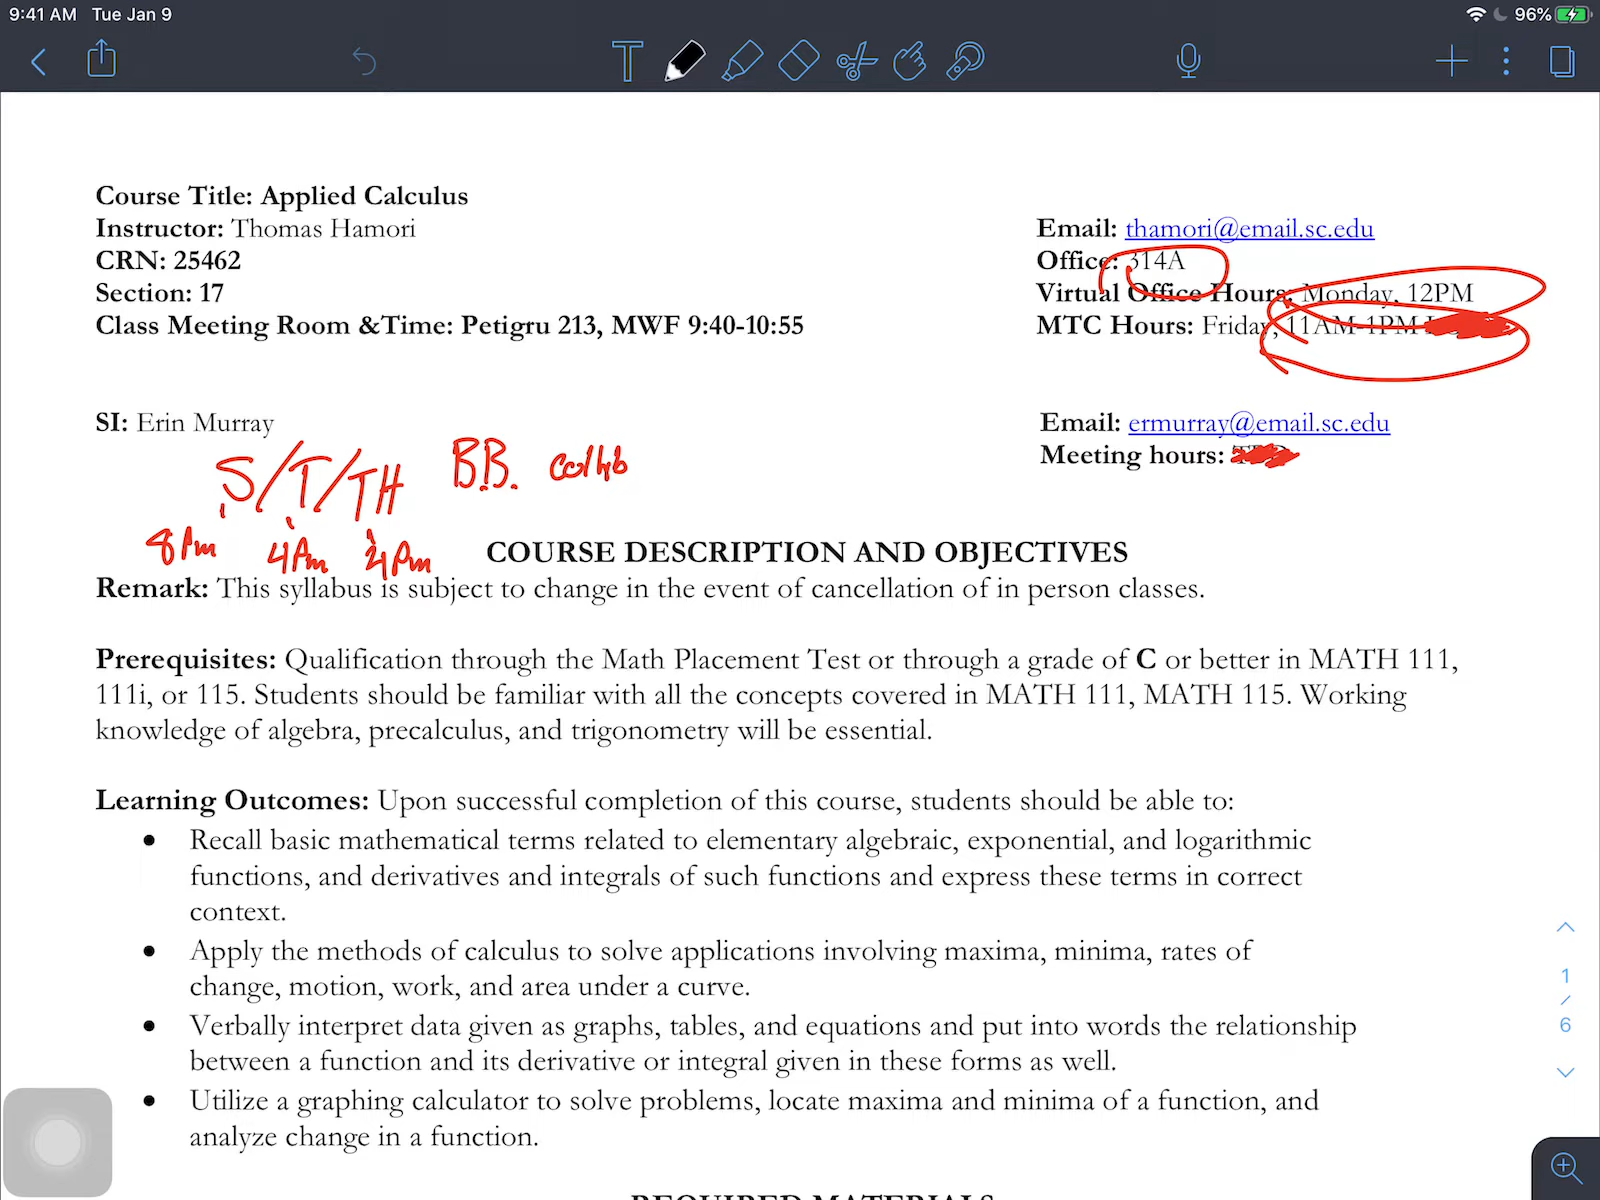 9:41 AM Tue Jan 9 96%
Course Title: Applied Calculus
Instructor: Thomas Hamori Email: thamori@email.sc.edu
CRN: 25462 Office: 314A
Section: 17 Virtual Office Hours: Monday, 12PM
Class Meeting Room &Time: Petigru 213, MWF 9:40-10:55 MTC Hours: Friday, 11AM-1PM
SI: Erin Murray Email: ermurray@email.sc.edu
Meeting hours:
S/T/TH B.B. collab
8pm 4pm 4pm
COURSE DESCRIPTION AND OBJECTIVES
Remark: This syllabus is subject to change in the event of cancellation of in person classes.
Prerequisites: Qualification through the Math Placement Test or through a grade of C or better in MATH 111,
111i, or 115. Students should be familiar with all the concepts covered in MATH 111, MATH 115. Working
knowledge of algebra, precalculus, and trigonometry will be essential.
Learning Outcomes: Upon successful completion of this course, students should be able to:
• Recall basic mathematical terms related to elementary algebraic, exponential, and logarithmic
functions, and derivatives and integrals of such functions and express these terms in correct
context.
• Apply the methods of calculus to solve applications involving maxima, minima, rates of
change, motion, work, and area under a curve.
• Verbally interpret data given as graphs, tables, and equations and put into words the relationship
between a function and its derivative or integral given in these forms as well.
• Utilize a graphing calculator to solve problems, locate maxima and minima of a function, and
analyze change in a function.
REQUIRED MATERIALS
1
/
6